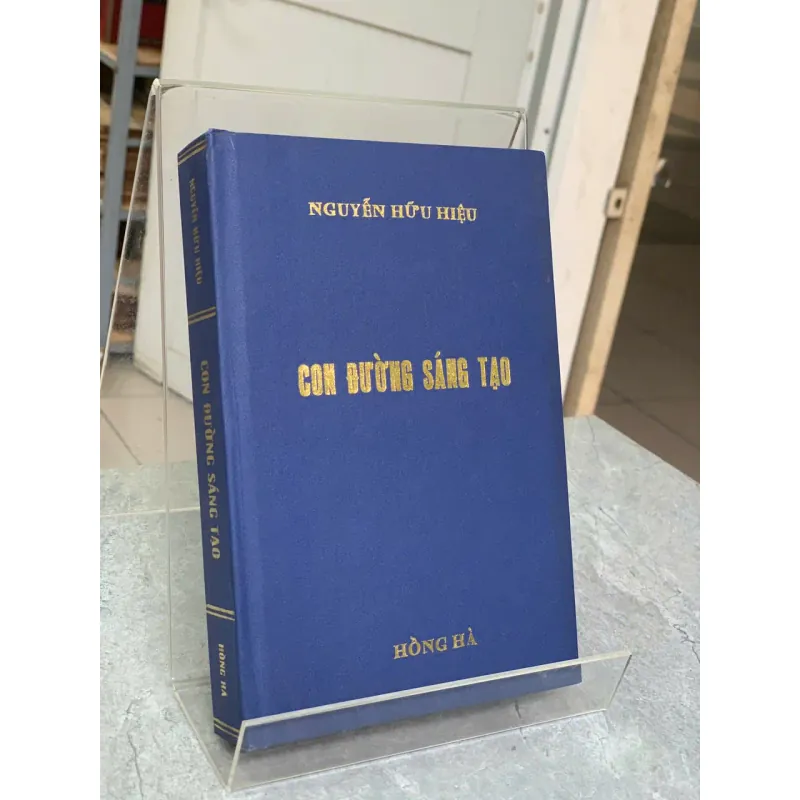 NGUYỄN HỮU HIỆU
CON ĐƯỜNG SÁNG TẠO
HỒNG HÀ
NGUYỄN HỮU HIỆU
CON ĐƯỜNG SÁNG TẠO
HỒNG HÀ